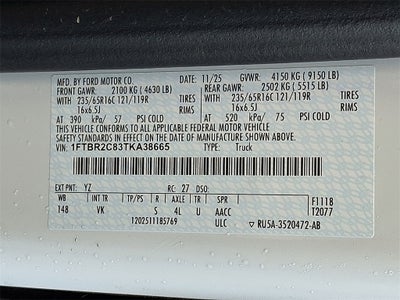 MFD. BY FORD MOTOR CO. 11/25 GVWR: 4150 KG ( 9150 LB)
FRONT GAWR: 2100 KG ( 4630 LB) REAR GAWR: 2502 KG ( 5515 LB)
235/65R16C 121/119R TIRES 235/65R16C 121/119R TIRES
16x6.5J RIMS 16x6.5J RIMS
AT 390 kPa/ 57 PSI COLD AT 520 kPa/ 75 PSI COLD
THIS VEHICLE CONFORMS TO ALL APPLICABLE FEDERAL MOTOR VEHICLE
SAFETY STANDARDS IN EFFECT ON THE DATE OF MANUFACTURE SHOWN ABOVE.
VIN: 1FTBR2C83TKA38665 TYPE: Truck
EXT PNT: YZ RC: 27 DSO:
WB INT TR TP/PS R AXLE TR SPR F1118
148 VK S 4L U AACC T2077
1202511185769 ULC RU5A-3520472-AB